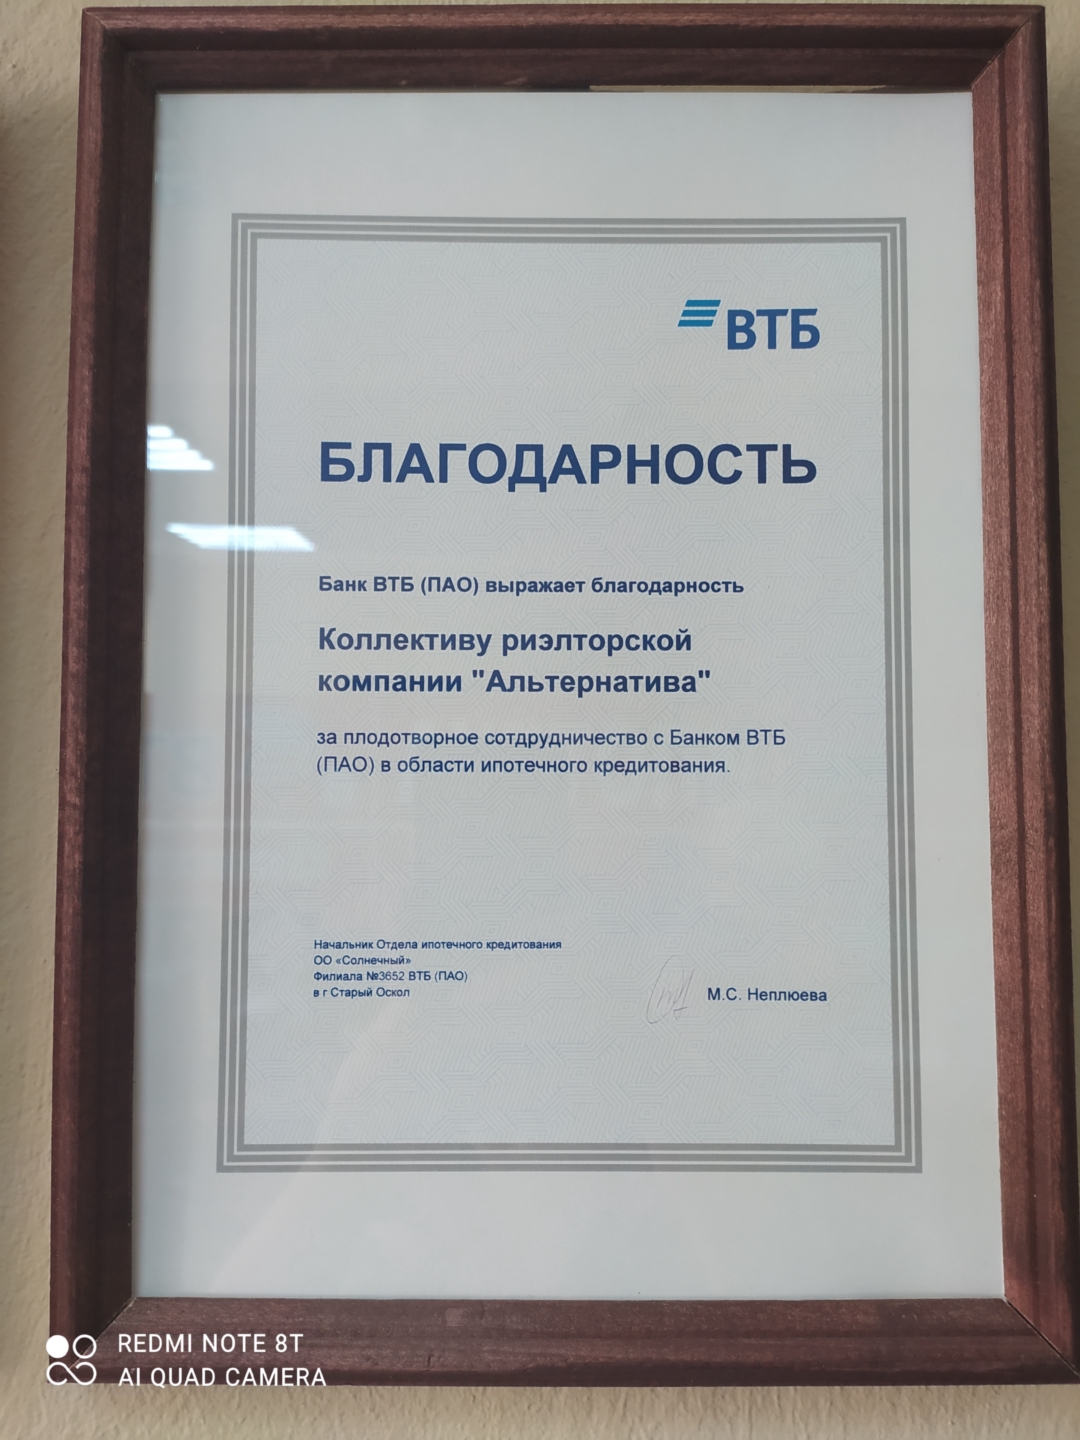 ВТБ
БЛАГОДАРНОСТЬ
Банк ВТБ (ПАО) выражает благодарность
Коллективу риэлторской
компании "Альтернатива"
за плодотворное сотдрудничество с Банком ВТБ
(ПАО) в области ипотечного кредитования.
Начальник Отдела ипотечного кредитования
ОО «Солнечный»
Филиала №3652 ВТБ (ПАО)
в г Старый Оскол
М.С. Неплюева
REDMI NOTE 8T
AI QUAD CAMERA